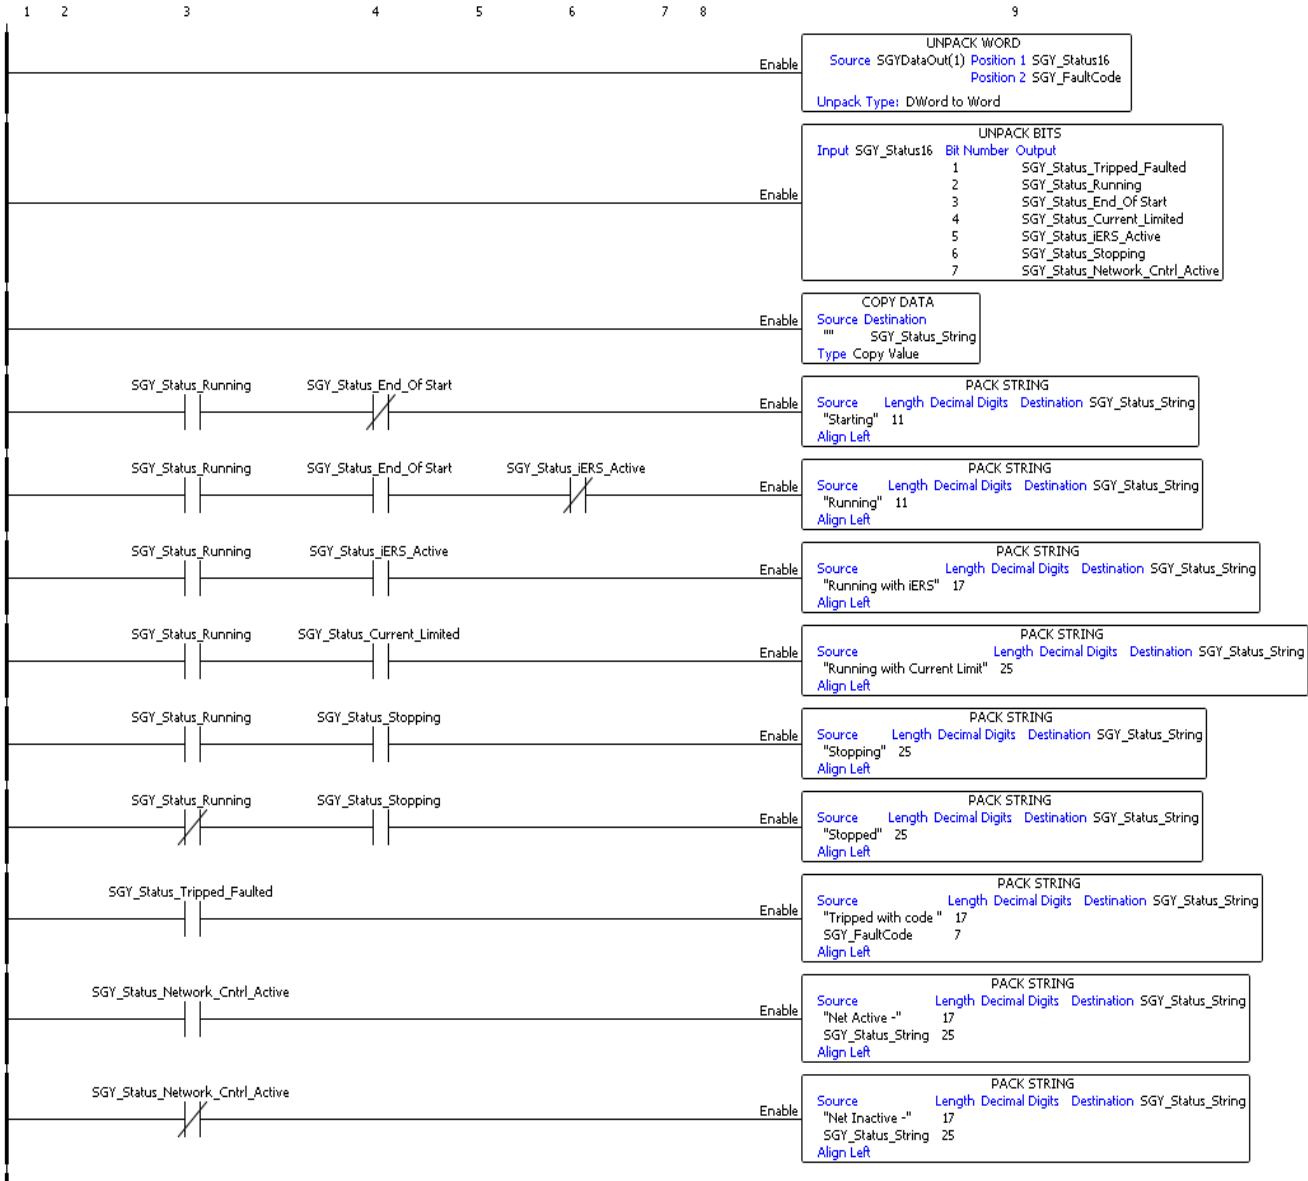 1 2 3 4 5 6 7 8 9
UNPACK WORD
Enable Source SGYDataOut(1) Position 1 SGY_Status16
Position 2 SGY_FaultCode
Unpack Type: DWord to Word
UNPACK BITS
Input SGY_Status16 Bit Number Output
1 SGY_Status_Tripped_Faulted
2 SGY_Status_Running
Enable
3 SGY_Status_End_Of Start
4 SGY_Status_Current_Limited
5 SGY_Status_iERS_Active
6 SGY_Status_Stopping
7 SGY_Status_Network_Cntrl_Active
COPY DATA
Enable Source Destination
"" SGY_Status_String
Type Copy Value
SGY_Status_Running SGY_Status_End_Of Start PACK STRING
Enable Source Length Decimal Digits Destination SGY_Status_String
"Starting" 11
Align Left
SGY_Status_Running SGY_Status_End_Of Start SGY_Status_iERS_Active PACK STRING
Enable Source Length Decimal Digits Destination SGY_Status_String
"Running" 11
Align Left
SGY_Status_Running SGY_Status_iERS_Active PACK STRING
Enable Source Length Decimal Digits Destination SGY_Status_String
"Running with iERS" 17
Align Left
SGY_Status_Running SGY_Status_Current_Limited PACK STRING
Enable Source Length Decimal Digits Destination SGY_Status_String
"Running with Current Limit" 25
Align Left
SGY_Status_Running SGY_Status_Stopping PACK STRING
Enable Source Length Decimal Digits Destination SGY_Status_String
"Stopping" 25
Align Left
SGY_Status_Running SGY_Status_Stopping PACK STRING
Enable Source Length Decimal Digits Destination SGY_Status_String
"Stopped" 25
Align Left
SGY_Status_Tripped_Faulted PACK STRING
Enable Source Length Decimal Digits Destination SGY_Status_String
"Tripped with code " 17
SGY_FaultCode 7
Align Left
SGY_Status_Network_Cntrl_Active PACK STRING
Enable Source Length Decimal Digits Destination SGY_Status_String
"Net Active -" 17
SGY_Status_String 25
Align Left
SGY_Status_Network_Cntrl_Active PACK STRING
Enable Source Length Decimal Digits Destination SGY_Status_String
"Net Inactive -" 17
SGY_Status_String 25
Align Left